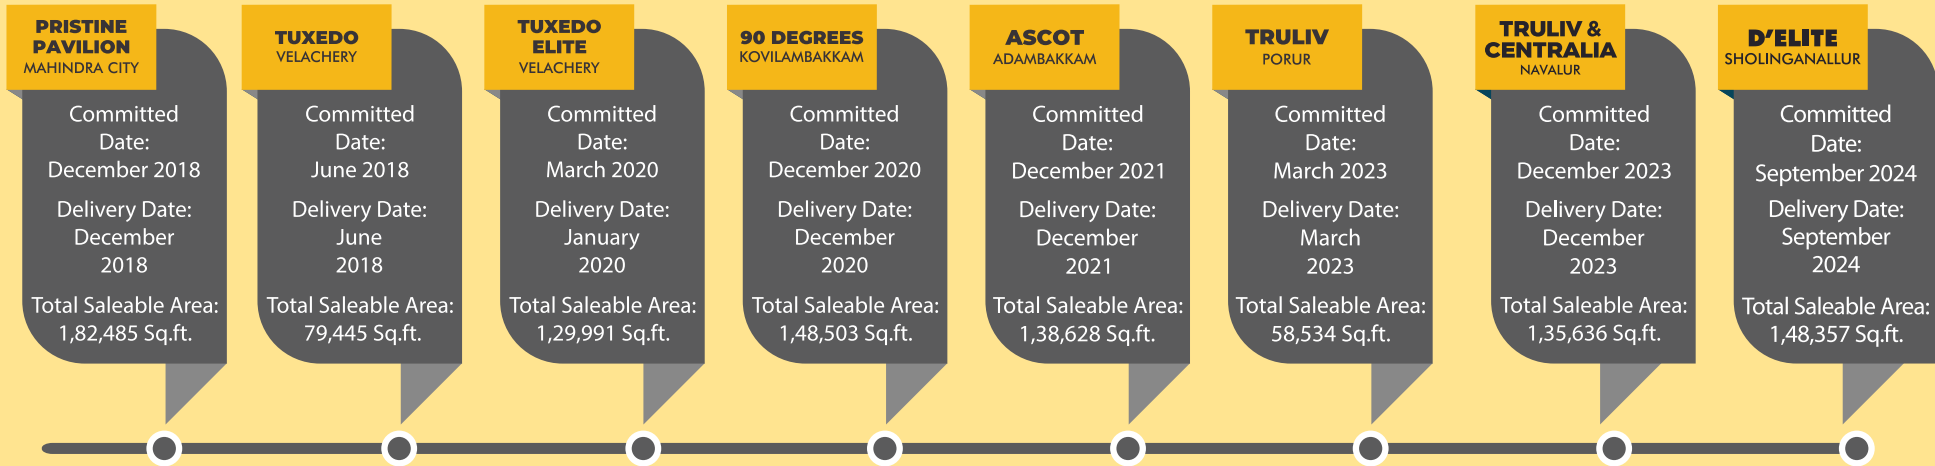 PRISTINE
PAVILION
MAHINDRA CITY
Committed
Date:
December 2018
Delivery Date:
December
2018
Total Saleable Area:
1,82,485 Sq.ft.
TUXEDO
VELACHERY
Committed
Date:
June 2018
Delivery Date:
June
2018
Total Saleable Area:
79,445 Sq.ft.
TUXEDO
ELITE
VELACHERY
Committed
Date:
March 2020
Delivery Date:
January
2020
Total Saleable Area:
1,29,991 Sq.ft.
90 DEGREES
KOVILAMBAKKAM
Committed
Date:
December 2020
Delivery Date:
December
2020
Total Saleable Area:
1,48,503 Sq.ft.
ASCOT
ADAMBAKKAM
Committed
Date:
December 2021
Delivery Date:
December
2021
Total Saleable Area:
1,38,628 Sq.ft.
TRULIV
PORUR
Committed
Date:
March 2023
Delivery Date:
March
2023
Total Saleable Area:
58,534 Sq.ft.
TRULIV &
CENTRALIA
NAVALUR
Committed
Date:
December 2023
Delivery Date:
December
2023
Total Saleable Area:
1,35,636 Sq.ft.
D'ELITE
SHOLINGANALLUR
Committed
Date:
September 2024
Delivery Date:
September
2024
Total Saleable Area:
1,48,357 Sq.ft.